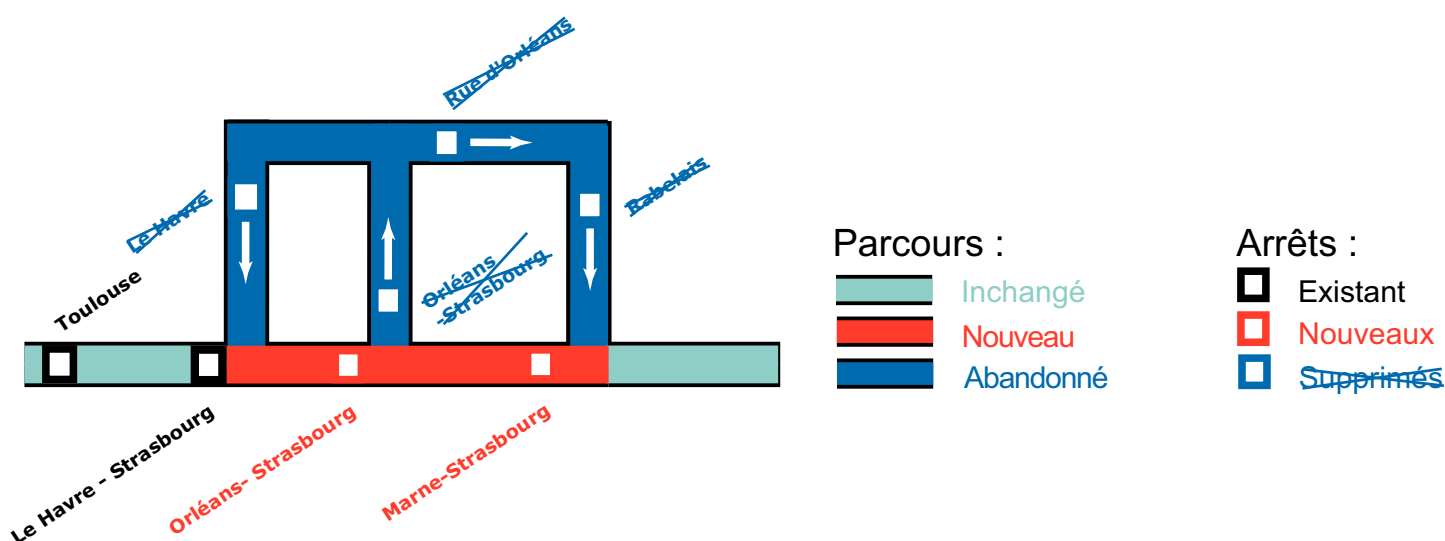 Rue d'Orléans
Le Havre
Rabelais
Orléans
-Strasbourg
Toulouse
Le Havre - Strasbourg
Orléans- Strasbourg
Marne-Strasbourg
Parcours :
Inchangé
Nouveau
Abandonné
Arrêts :
Existant
Nouveaux
Supprimés